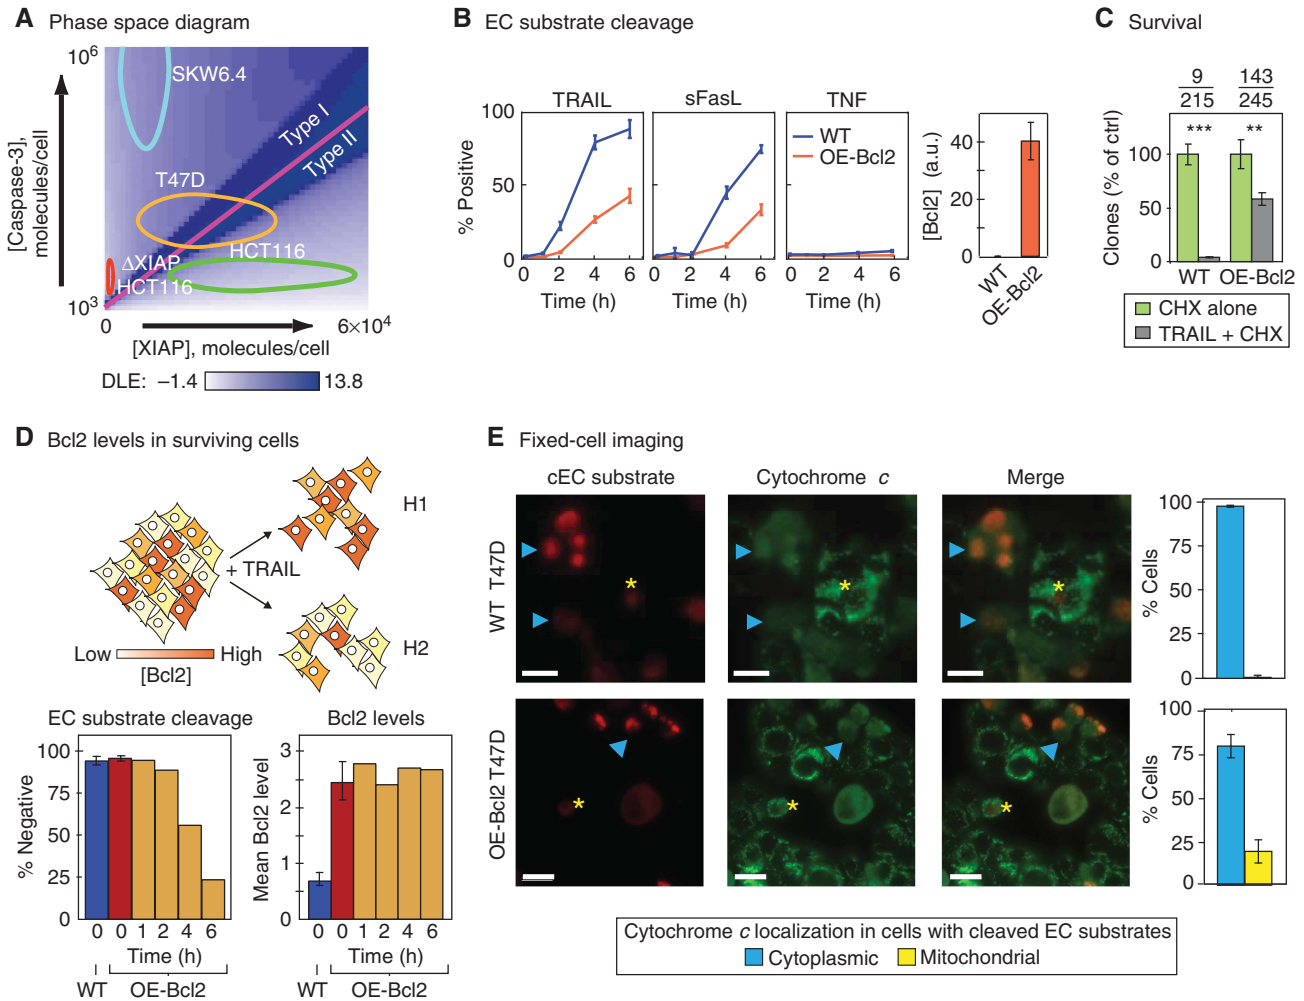 A Phase space diagram
10^6
[Caspase-3], molecules/cell
10^3
SKW6.4
Type I
Type II
T47D
HCT116
ΔXIAP
HCT116
0
6×10^4
[XIAP], molecules/cell
DLE: –1.4
13.8
B EC substrate cleavage
TRAIL
sFasL
TNF
% Positive
100
50
0
WT
OE-Bcl2
0 2 4 6
0 2 4 6
0 2 4 6
Time (h)
Time (h)
Time (h)
[Bcl2] (a.u.)
40
20
0
WT
OE-Bcl2
C Survival
9
215
143
245
***
**
Clones (% of ctrl)
100
50
0
WT
OE-Bcl2
CHX alone
TRAIL + CHX
D Bcl2 levels in surviving cells
+ TRAIL
H1
H2
Low
High
[Bcl2]
EC substrate cleavage
% Negative
100
75
50
25
0
0 0 1 2 4 6
Time (h)
WT
OE-Bcl2
Bcl2 levels
Mean Bcl2 level
3
2
1
0
0 0 1 2 4 6
Time (h)
WT
OE-Bcl2
E Fixed-cell imaging
cEC substrate
Cytochrome c
Merge
WT T47D
*
*
*
% Cells
100
75
50
25
0
OE-Bcl2 T47D
*
*
*
% Cells
100
75
50
25
0
Cytochrome c localization in cells with cleaved EC substrates
Cytoplasmic
Mitochondrial